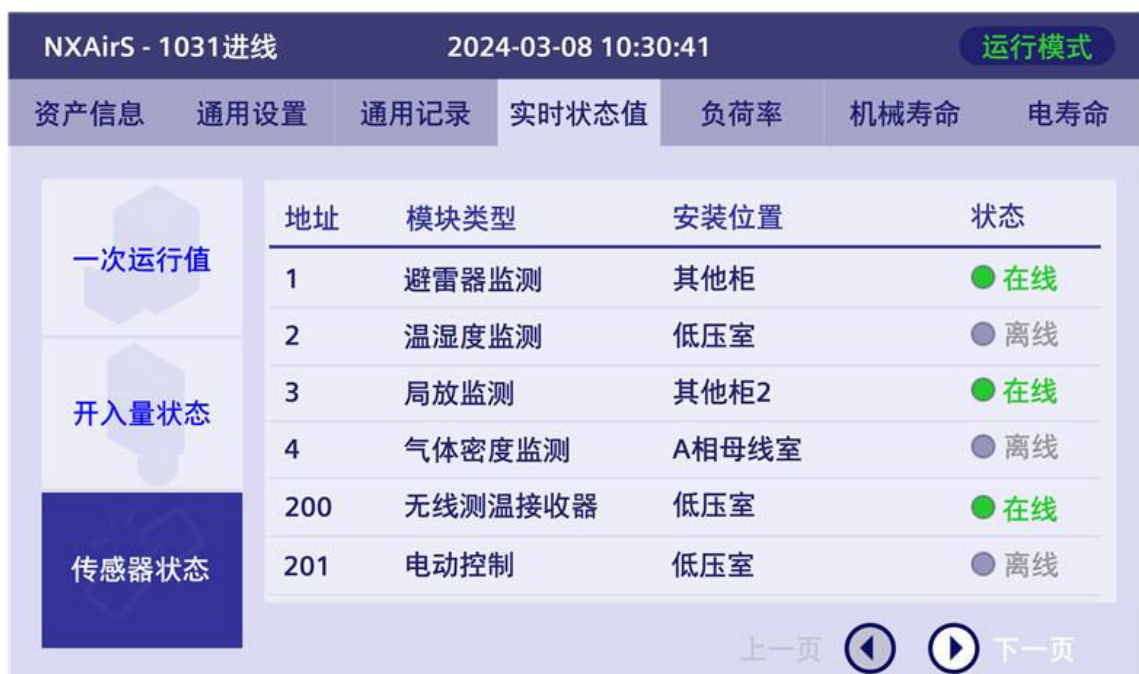 NXAirS - 1031进线 2024-03-08 10:30:41 运行模式
资产信息 通用设置 通用记录 实时状态值 负荷率 机械寿命 电寿命
一次运行值
开入量状态
传感器状态
地址 模块类型 安装位置 状态
1 避雷器监测 其他柜 在线
2 温湿度监测 低压室 离线
3 局放监测 其他柜2 在线
4 气体密度监测 A相母线室 离线
200 无线测温接收器 低压室 在线
201 电动控制 低压室 离线
上一页 下一页